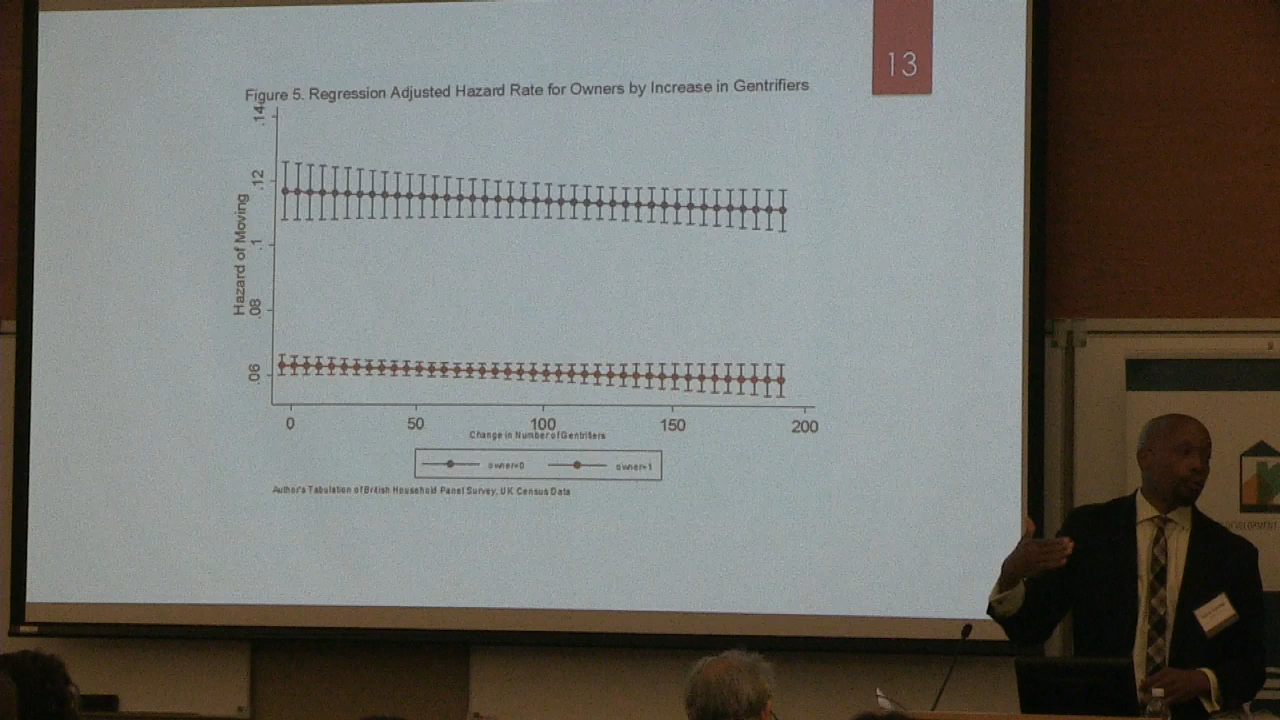 13
Figure 5. Regression Adjusted Hazard Rate for Owners by Increase in Gentrifiers
Hazard of Moving
.14
.12
.1
.08
.06
0 50 100 150 200
Change in Number of Gentrifiers
owner=0 owner=1
Author's Tabulation of British Household Panel Survey, UK Census Data
DEVELOPMENT